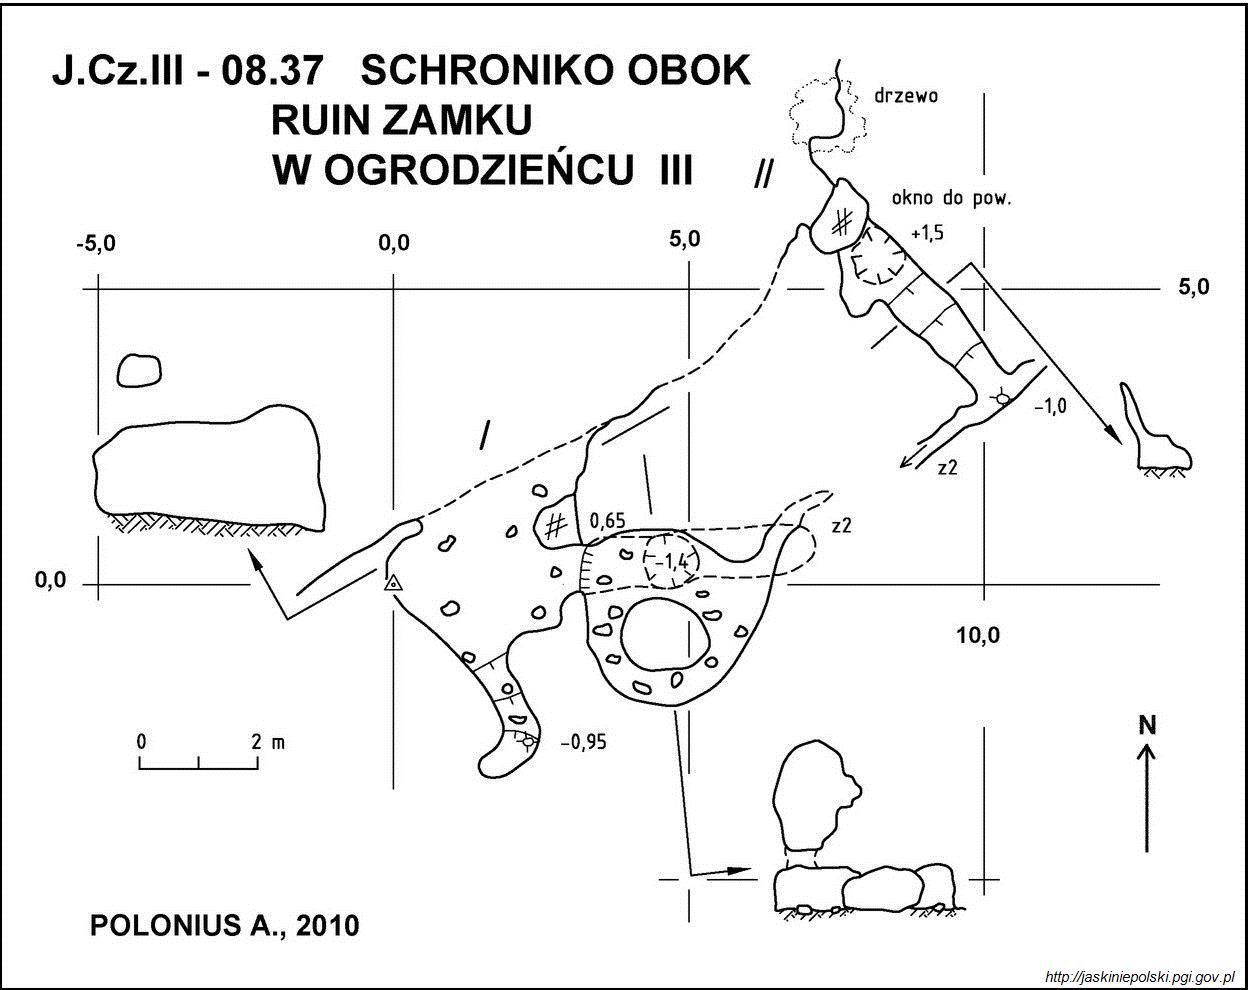 J.Cz.III - 08.37 SCHRONIKO OBOK
RUIN ZAMKU
W OGRODZIEŃCU III
//
drzewo
okno do pow.
+1,5
-5,0
0,0
5,0
5,0
/
-1,0
z2
0,65
-1,4
z2
0,0
10,0
-0,95
0 2 m
N
POLONIUS A., 2010
http://jaskiniepolski.pgi.gov.pl